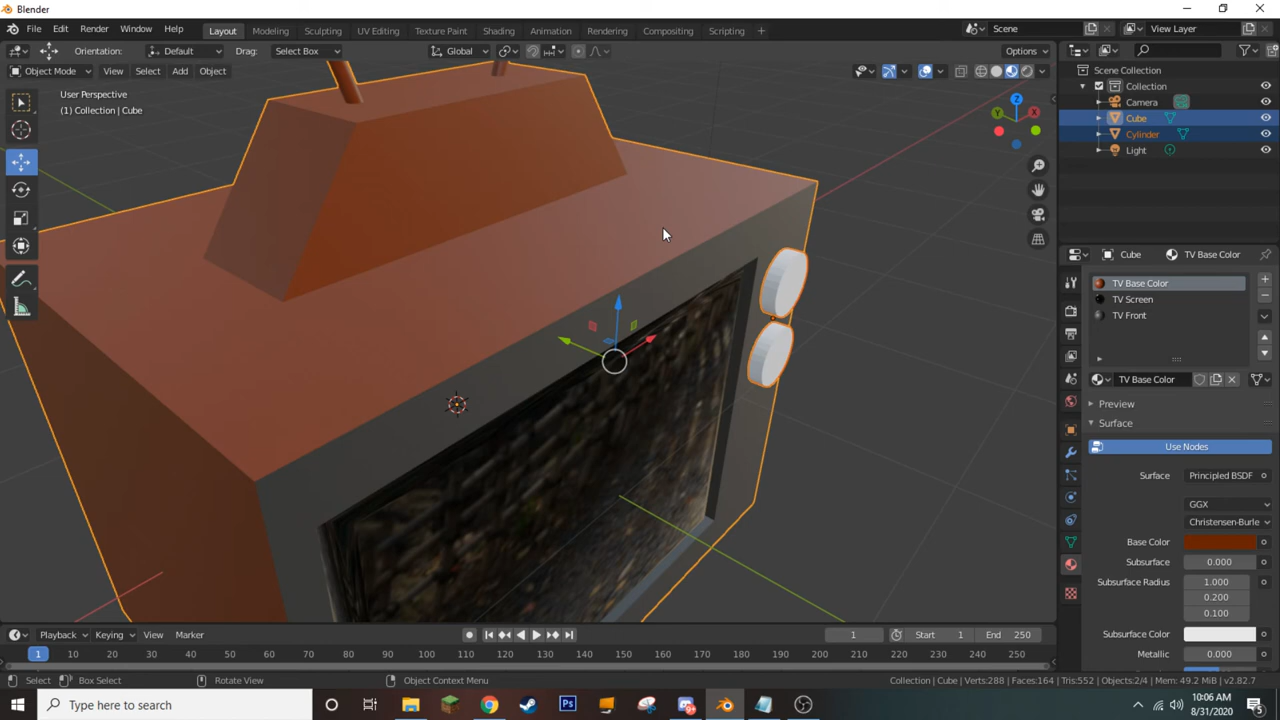 Blender
File Edit Render Window Help
Layout Modeling Sculpting UV Editing Texture Paint Shading Animation Rendering Compositing Scripting +
Scene
View Layer
Orientation: Default Drag: Select Box
Global
Options
Object Mode View Select Add Object
User Perspective
(1) Collection | Cube
Z
Y
Scene Collection
Collection
Camera
Cube
Cylinder
Light
Cube TV Base Color
TV Base Color
TV Screen
TV Front
TV Base Color
Preview
Surface
Use Nodes
Surface Principled BSDF
GGX
Christensen-Burle
Base Color
Subsurface 0.000
Subsurface Radius 1.000
0.200
0.100
Subsurface Color
Metallic 0.000
Playback Keying View Marker
1 Start 1 End 250
1 10 20 30 40 50 60 70 80 90 100 110 120 130 140 150 160 170 180 190 200 210 220 230 240 250
Select Box Select Rotate View Object Context Menu
Collection | Cube | Verts:288 | Faces:164 | Tris:552 | Objects:2/4 | Mem: 49.2 MiB | v2.82.7
Type here to search
Ps
10:06 AM
8/31/2020
5